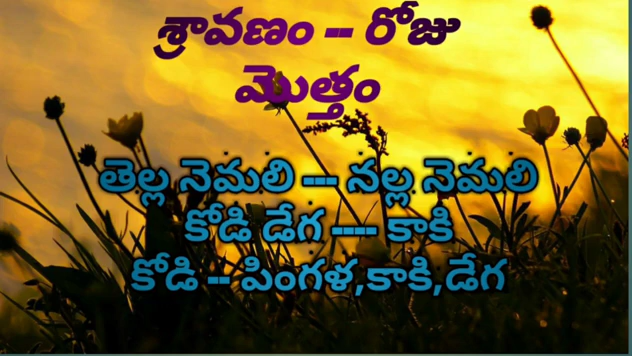 శ్రావణం -- రోజు
మొత్తం
తెల్ల నెమలి --- నల్ల నెమలి
కోడి డేగ ---- కాకి
కోడి -- పింగళ,కాకి,డేగ